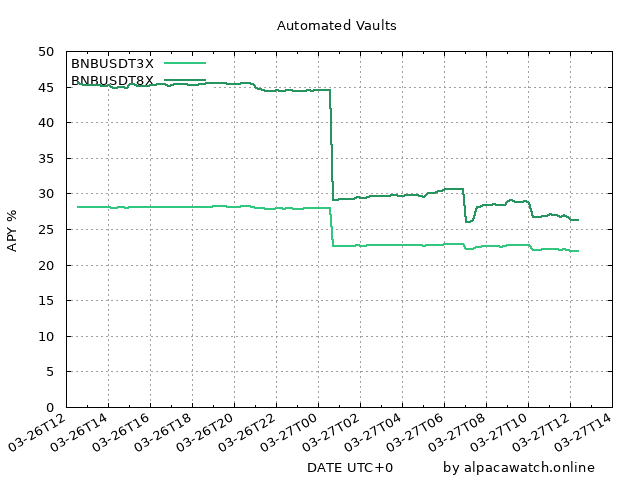 Automated Vaults
BNBUSDT3X
BNBUSDT8X
50
45
40
35
30
25
20
15
10
5
0
APY %
03-26T12
03-26T14
03-26T16
03-26T18
03-26T20
03-26T22
03-27T00
03-27T02
03-27T04
03-27T06
03-27T08
03-27T10
03-27T12
03-27T14
DATE UTC+0
by alpacawatch.online